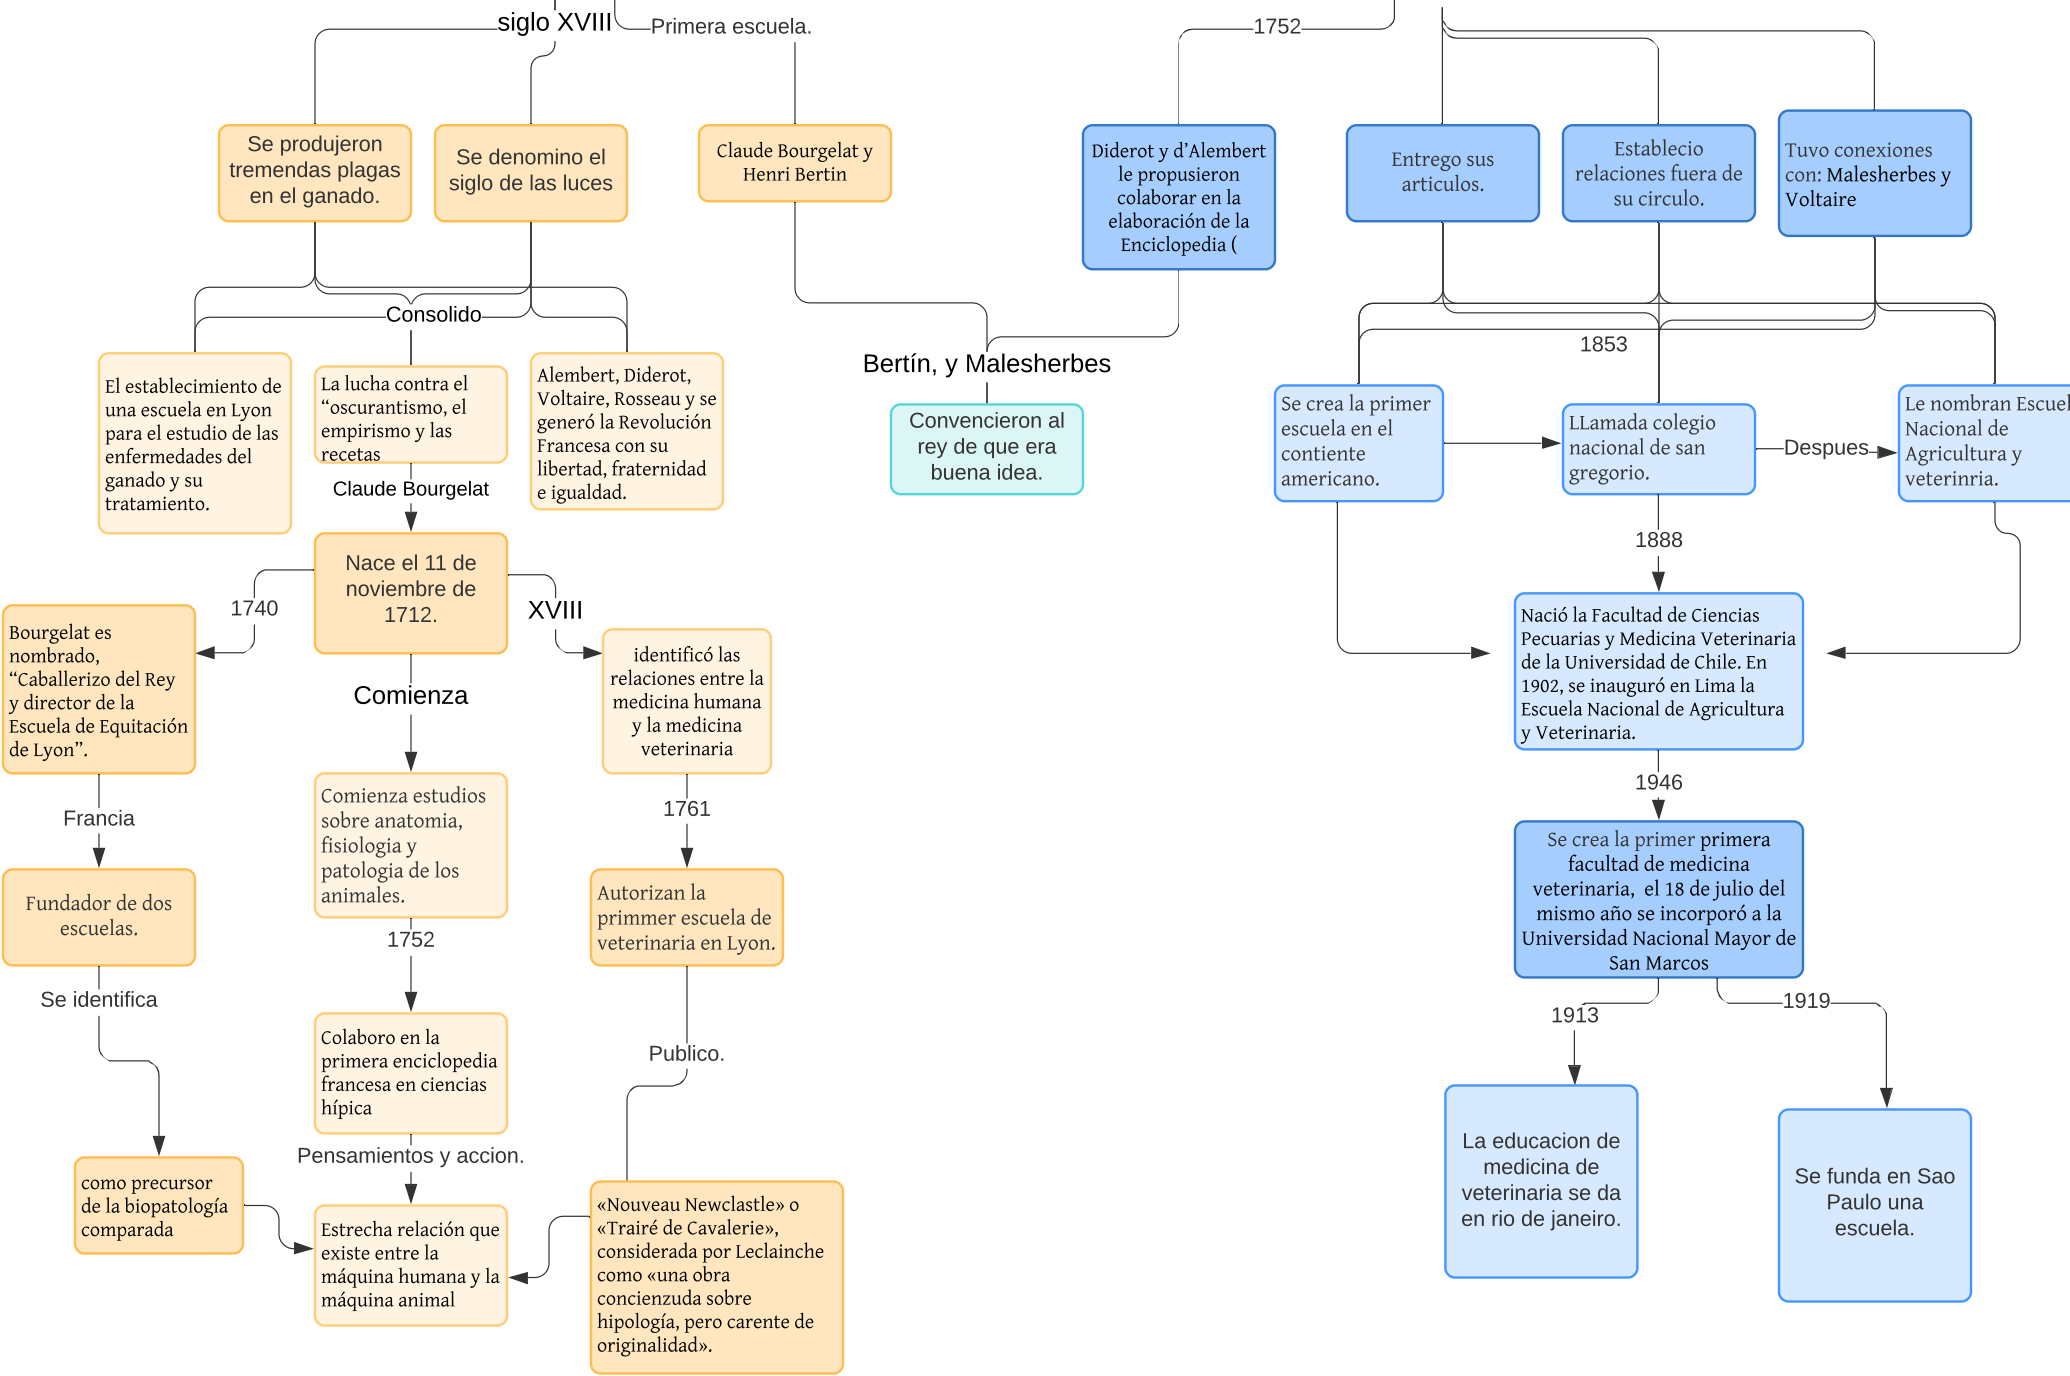 siglo XVIII
Primera escuela.
1752
Se produjeron
tremendas plagas
en el ganado.
Se denomino el
siglo de las luces
Claude Bourgelat y
Henri Bertin
Diderot y d’Alembert
le propusieron
colaborar en la
elaboración de la
Enciclopedia (
Entrego sus
articulos.
Establecio
relaciones fuera de
su circulo.
Tuvo conexiones
con: Malesherbes y
Voltaire
Consolido
1853
Bertín, y Malesherbes
El establecimiento de
una escuela en Lyon
para el estudio de las
enfermedades del
ganado y su
tratamiento.
La lucha contra el
“oscurantismo, el
empirismo y las
recetas
Alembert, Diderot,
Voltaire, Rosseau y se
generó la Revolución
Francesa con su
libertad, fraternidad
e igualdad.
Convencieron al
rey de que era
buena idea.
Se crea la primer
escuela en el
contiente
americano.
LLamada colegio
nacional de san
gregorio.
Despues
Le nombran Escuel
Nacional de
Agricultura y
veterinria.
Claude Bourgelat
1888
Nace el 11 de
noviembre de
1712.
1740
XVIII
Bourgelat es
nombrado,
“Caballerizo del Rey
y director de la
Escuela de Equitación
de Lyon”.
identificó las
relaciones entre la
medicina humana
y la medicina
veterinaria
Nació la Facultad de Ciencias
Pecuarias y Medicina Veterinaria
de la Universidad de Chile. En
1902, se inauguró en Lima la
Escuela Nacional de Agricultura
y Veterinaria.
Comienza
1946
Francia
Comienza estudios
sobre anatomia,
fisiologia y
patologia de los
animales.
1761
Se crea la primer primera
facultad de medicina
veterinaria,  el 18 de julio del
mismo año se incorporó a la
Universidad Nacional Mayor de
San Marcos
Fundador de dos
escuelas.
Autorizan la
primmer escuela de
veterinaria en Lyon.
1752
Se identifica
1913
1919
Colaboro en la
primera enciclopedia
francesa en ciencias
hípica
Publico.
La educacion de
medicina de
veterinaria se da
en rio de janeiro.
Se funda en Sao
Paulo una
escuela.
Pensamientos y accion.
como precursor
de la biopatología
comparada
Estrecha relación que
existe entre la
máquina humana y la
máquina animal
«Nouveau Newclastle» o
«Trairé de Cavalerie»,
considerada por Leclainche
como «una obra
concienzuda sobre
hipología, pero carente de
originalidad».